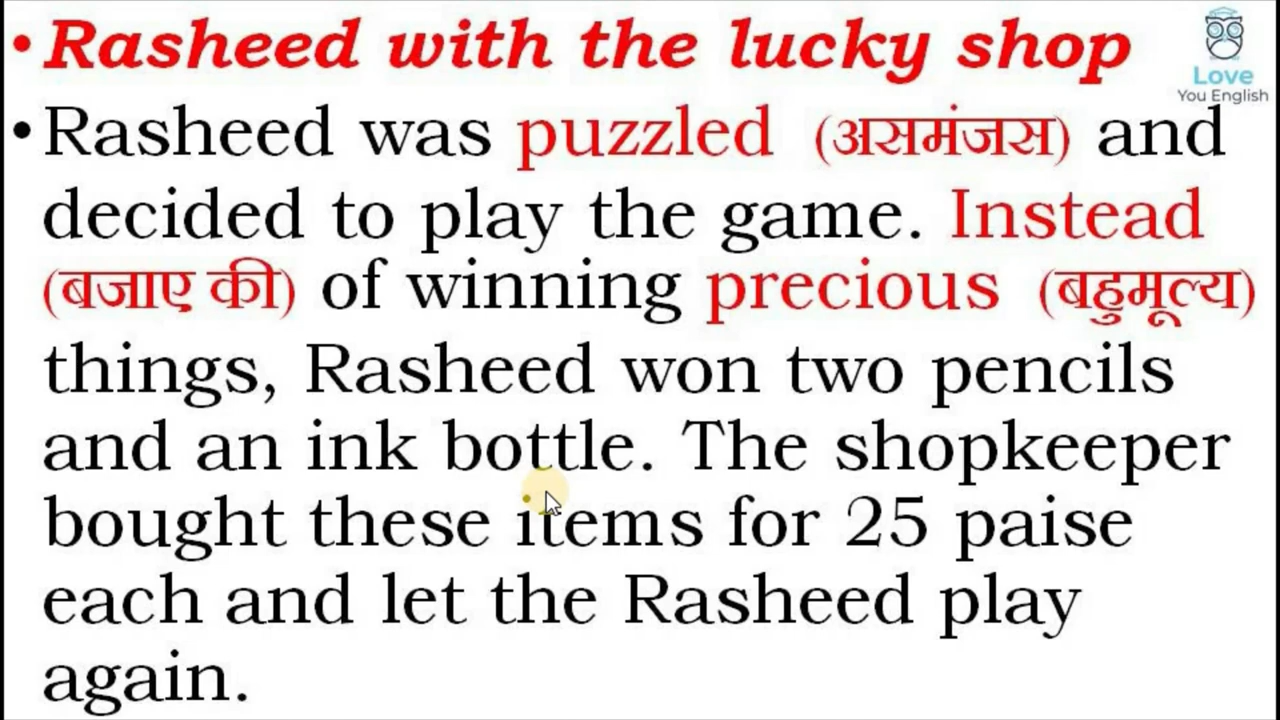 • Rasheed with the lucky shop
Love
You English
• Rasheed was puzzled (असमंजस) and
decided to play the game. Instead
(बजाए की) of winning precious (बहुमूल्य)
things, Rasheed won two pencils
and an ink bottle. The shopkeeper
bought these items for 25 paise
each and let the Rasheed play
again.